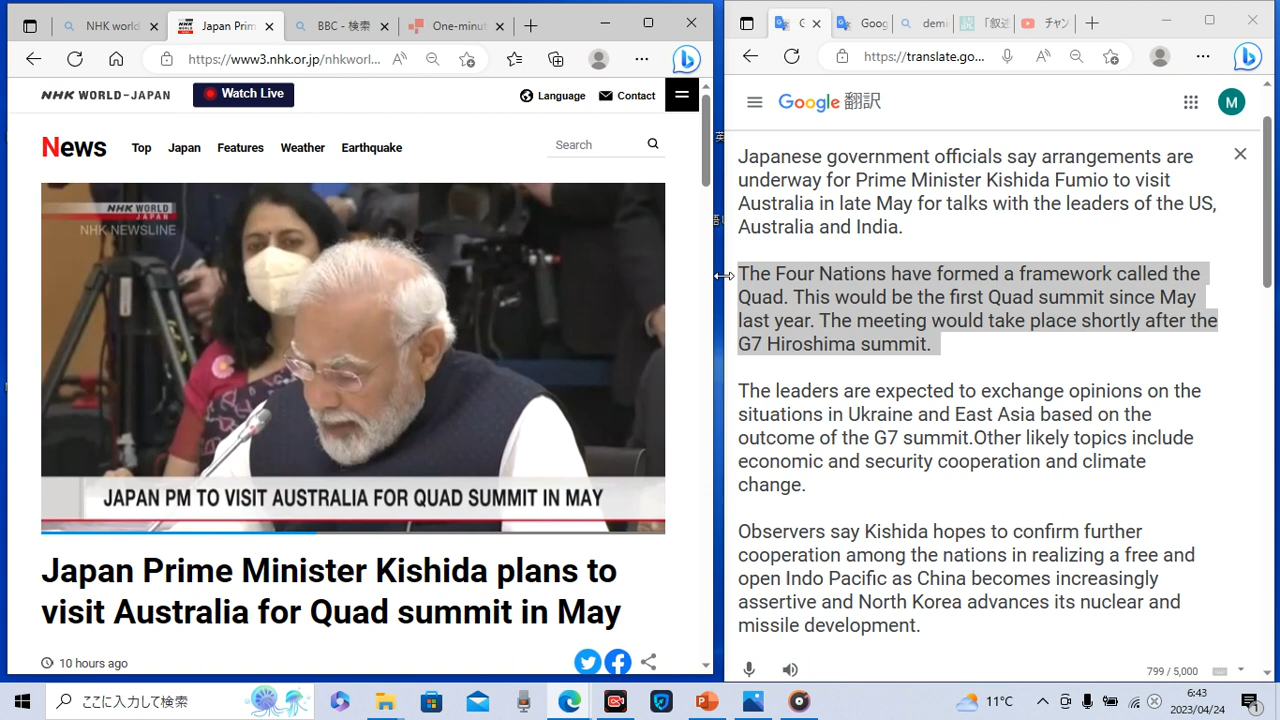 NHK world
Japan Prim
BBC - 検索
One-minut
https://www3.nhk.or.jp/nhkworl...
NHK WORLD-JAPAN
Watch Live
Language
Contact
News
Top
Japan
Features
Weather
Earthquake
Search
NHK WORLD
JAPAN
NHK NEWSLINE
JAPAN PM TO VISIT AUSTRALIA FOR QUAD SUMMIT IN MAY
Japan Prime Minister Kishida plans to
visit Australia for Quad summit in May
10 hours ago
Goog
demi
「叙述
チャン
https://translate.go...
Google 翻訳
M
Japanese government officials say arrangements are
underway for Prime Minister Kishida Fumio to visit
Australia in late May for talks with the leaders of the US,
Australia and India.
The Four Nations have formed a framework called the
Quad. This would be the first Quad summit since May
last year. The meeting would take place shortly after the
G7 Hiroshima summit.
The leaders are expected to exchange opinions on the
situations in Ukraine and East Asia based on the
outcome of the G7 summit.Other likely topics include
economic and security cooperation and climate
change.
Observers say Kishida hopes to confirm further
cooperation among the nations in realizing a free and
open Indo Pacific as China becomes increasingly
assertive and North Korea advances its nuclear and
missile development.
799 / 5,000
ここに入力して検索
11°C
6:43
2023/04/24